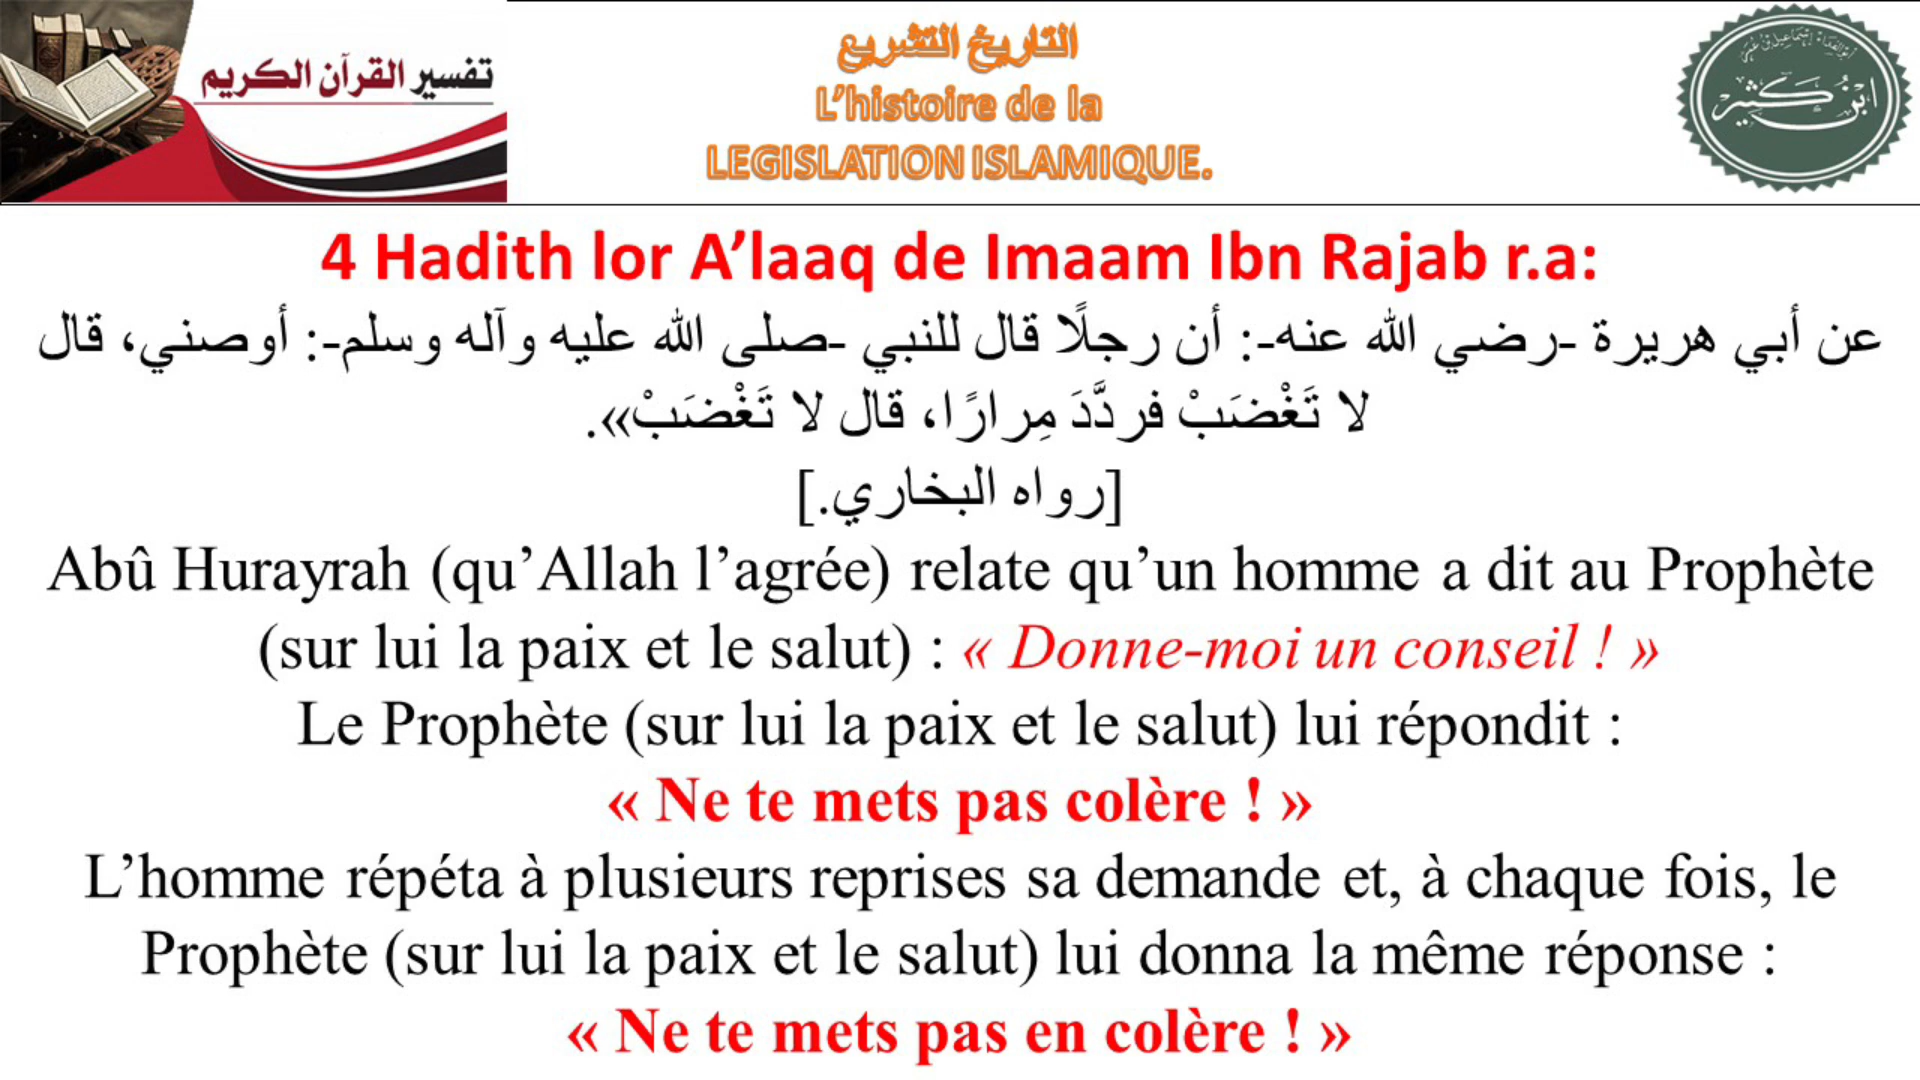 تفسير القرآن الكريم
التاريخ التشريع
L’histoire de la
LEGISLATION ISLAMIQUE.
ابن كثير
4 Hadith lor A’laaq de Imaam Ibn Rajab r.a:
عن أبي هريرة -رضي الله عنه-: أن رجلًا قال للنبي -صلى الله عليه وآله وسلم-: أوصني، قال
لا تَغْضَبْ فردَّدَ مِرارًا، قال لا تَغْضَبْ».
[رواه البخاري.]
Abû Hurayrah (qu’Allah l’agrée) relate qu’un homme a dit au Prophète
(sur lui la paix et le salut) : « Donne-moi un conseil ! »
Le Prophète (sur lui la paix et le salut) lui répondit :
« Ne te mets pas colère ! »
L’homme répéta à plusieurs reprises sa demande et, à chaque fois, le
Prophète (sur lui la paix et le salut) lui donna la même réponse :
« Ne te mets pas en colère ! »